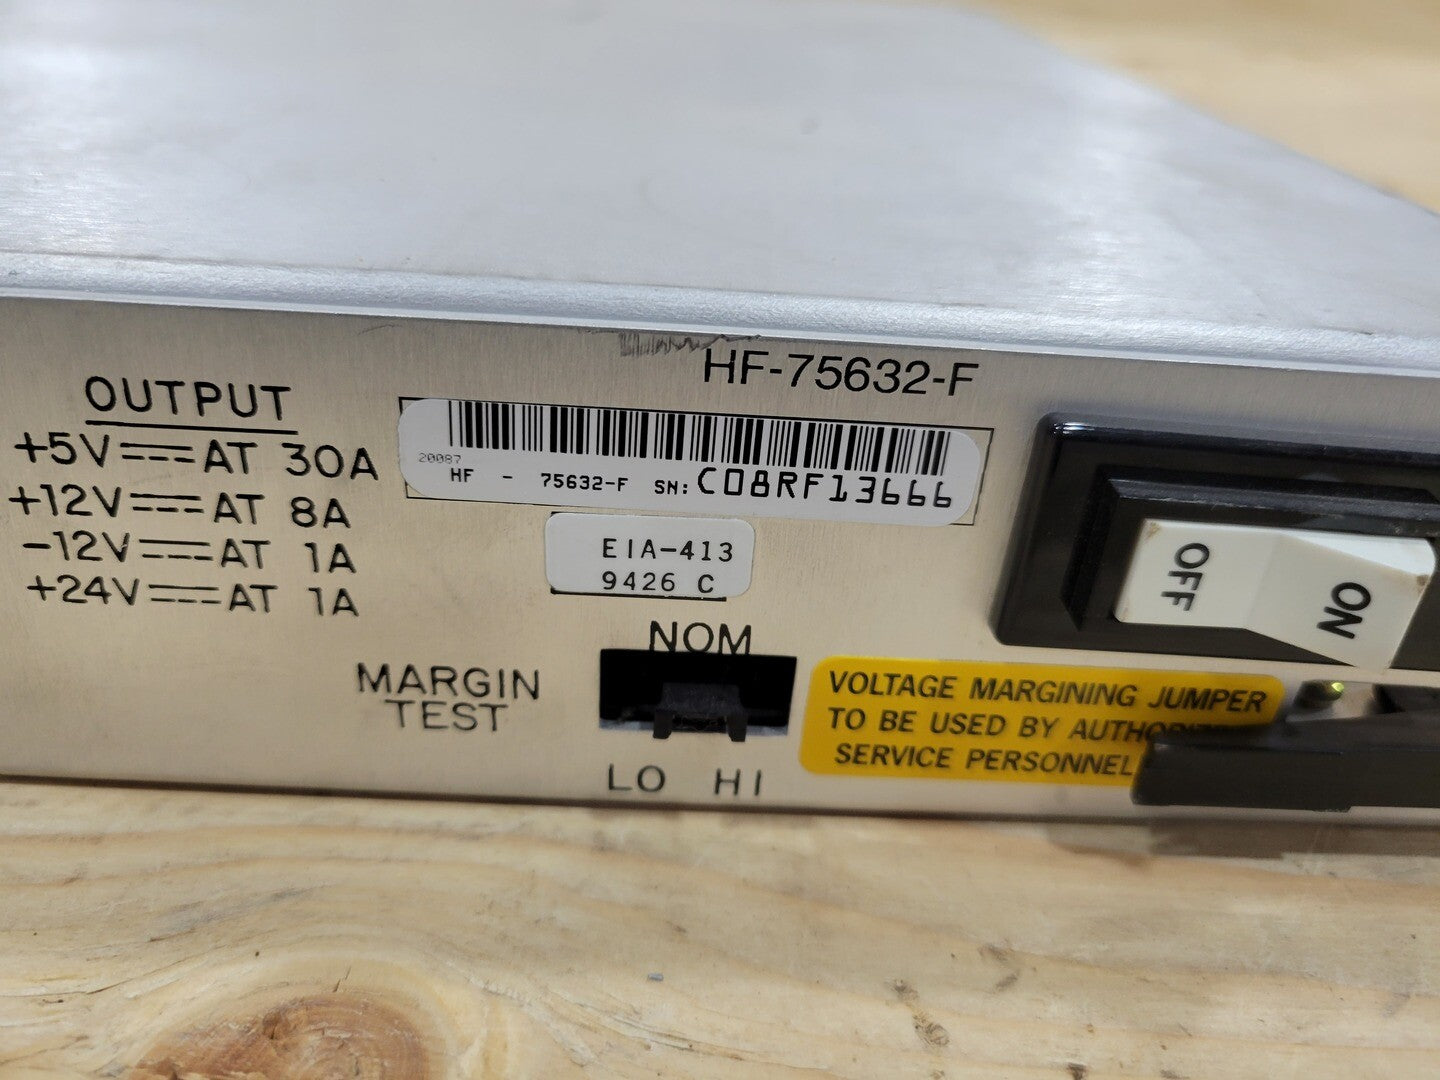 HF-75632-F
OUTPUT
+5V⎓AT 30A
+12V⎓AT 8A
-12V⎓AT 1A
+24V⎓AT 1A
20087
HF - 75632-F SN: C08RF13666
EIA-413
9426 C
OFF
ON
NOM
MARGIN
TEST
LO HI
VOLTAGE MARGINING JUMPER
TO BE USED BY
SERVICE PERSONNEL